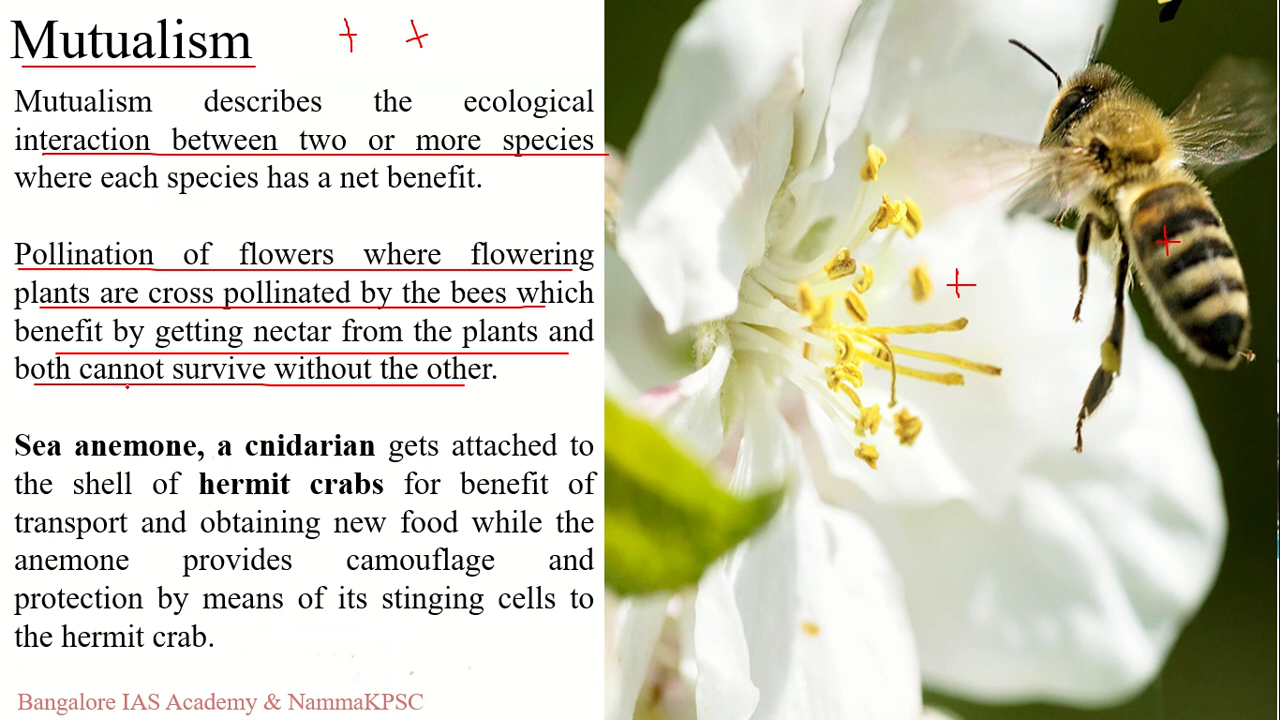 Mutualism + +
Mutualism describes the ecological
interaction between two or more species
where each species has a net benefit.
Pollination of flowers where flowering
plants are cross pollinated by the bees which
benefit by getting nectar from the plants and
both cannot survive without the other.
Sea anemone, a cnidarian gets attached to
the shell of hermit crabs for benefit of
transport and obtaining new food while the
anemone provides camouflage and
protection by means of its stinging cells to
the hermit crab.
Bangalore IAS Academy & NammaKPSC
+
+